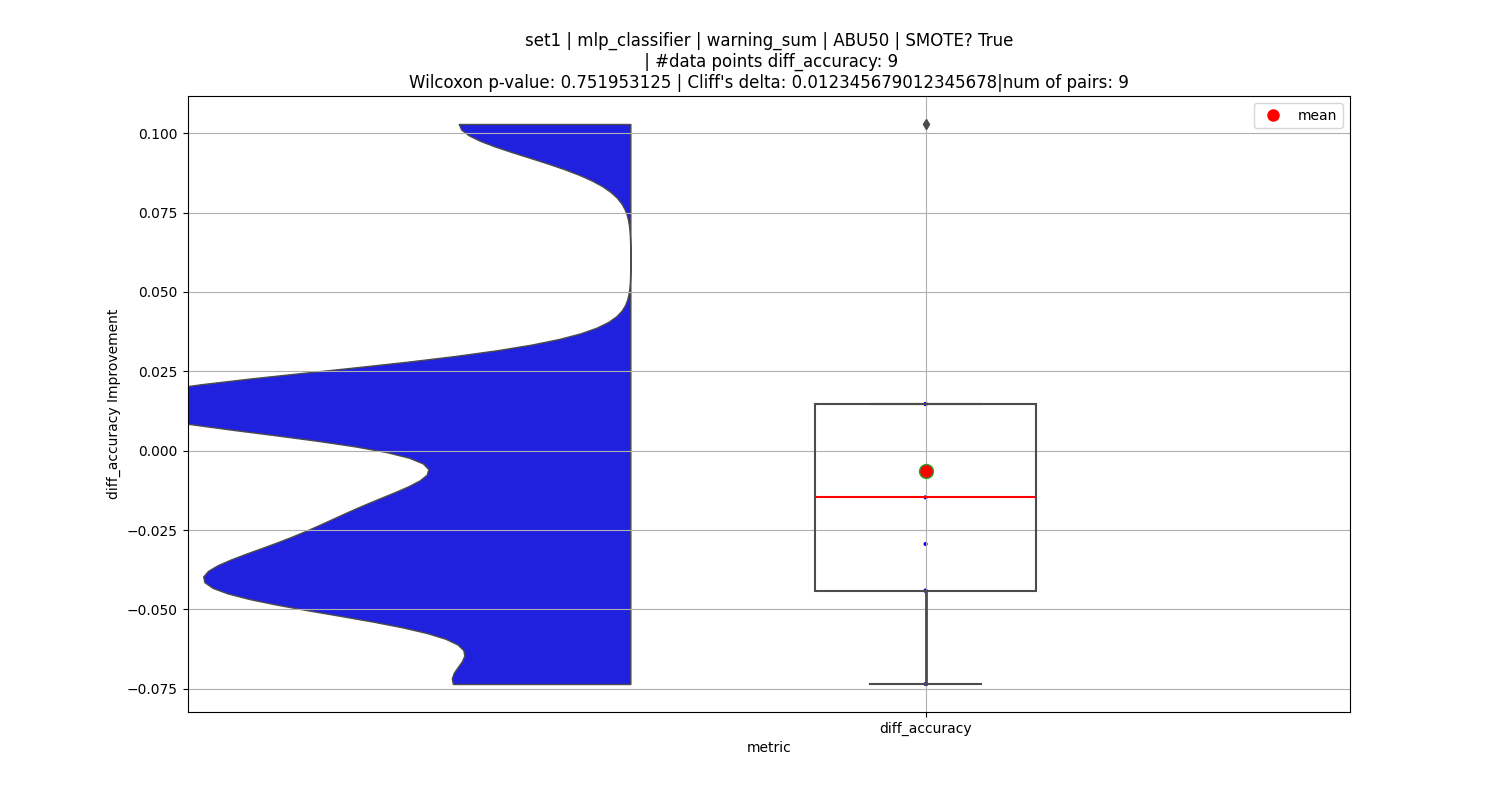 set1 | mlp_classifier | warning_sum | ABU50 | SMOTE? True
| #data points diff_accuracy: 9
Wilcoxon p-value: 0.751953125 | Cliff's delta: 0.012345679012345678|num of pairs: 9
mean
0.100
0.075
0.050
0.025
0.000
−0.025
−0.050
−0.075
diff_accuracy Improvement
diff_accuracy
metric